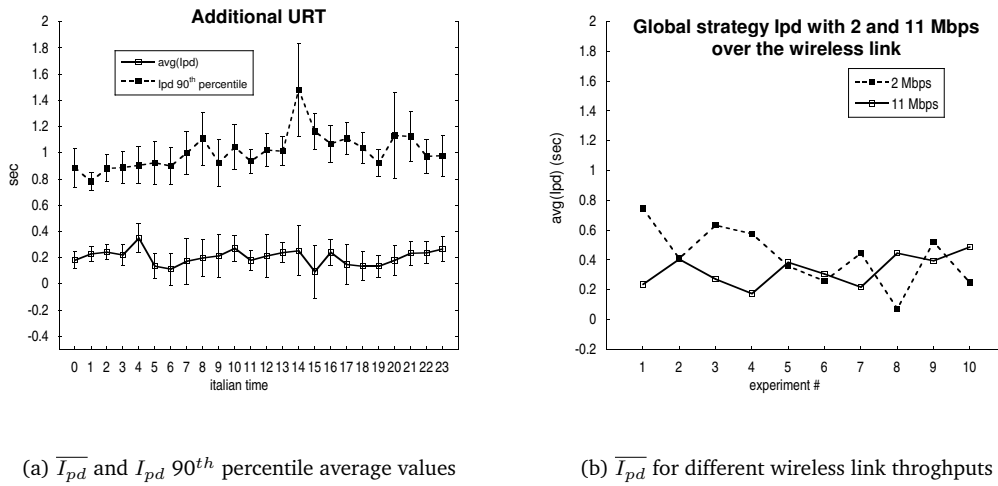 Additional URT
2
1.8
1.6
1.4
1.2
1
0.8
0.6
0.4
0.2
0
-0.2
-0.4
sec
avg(Ipd)
Ipd 90th percentile
0 1 2 3 4 5 6 7 8 9 10 11 12 13 14 15 16 17 18 19 20 21 22 23
italian time
(a) Ipd and Ipd 90th percentile average values
Global strategy Ipd with 2 and 11 Mbps
over the wireless link
2
1.8
1.6
1.4
1.2
1
0.8
0.6
0.4
0.2
0
-0.2
avg(Ipd) (sec)
2 Mbps
11 Mbps
1 2 3 4 5 6 7 8 9 10
experiment #
(b) Ipd for different wireless link throghputs